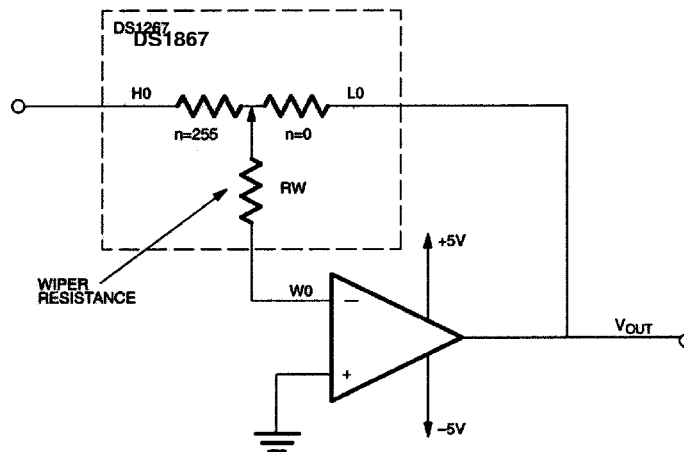 DS1267
DS1867
H0
L0
n=255
n=0
RW
WIPER
RESISTANCE
W0
+5V
−
VOUT
+
−5V